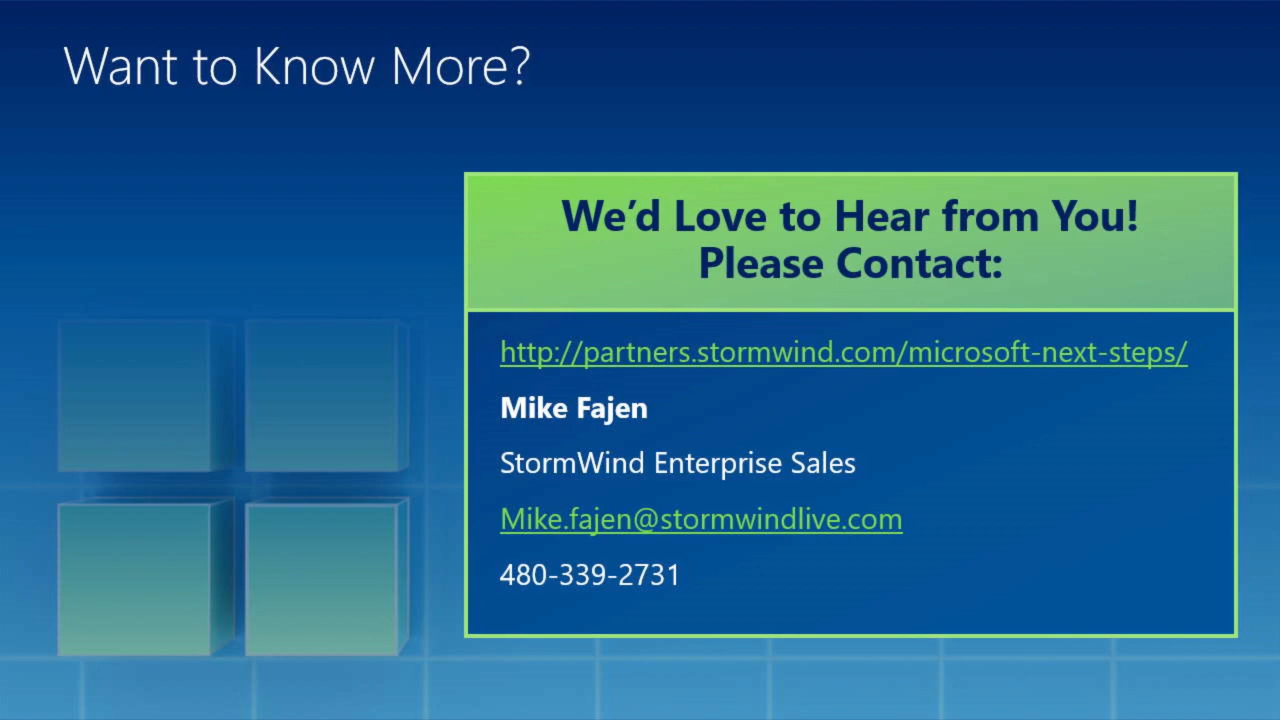 Want to Know More?
We’d Love to Hear from You!
Please Contact:
http://partners.stormwind.com/microsoft-next-steps/
Mike Fajen
StormWind Enterprise Sales
Mike.fajen@stormwindlive.com
480-339-2731